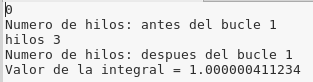 0
Numero de hilos: antes del bucle 1
hilos 3
Numero de hilos: despues del bucle 1
Valor de la integral = 1.000000411234